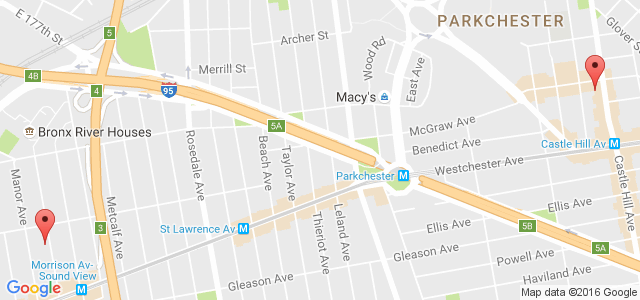 E 177th St
5
PARKCHESTER
Archer St
Wood Rd
East Ave
Glover St
Merrill St
4B
4
95
Macy's
5A
McGraw Ave
Bronx River Houses
Benedict Ave
Castle Hill Av M
Westchester Ave
Rosedale Ave
Beach Ave
Taylor Ave
Parkchester M
Manor Ave
Metcalf Ave
Castle Hill Ave
Leland Ave
Thieriot Ave
Ellis Ave
3
St Lawrence Av M
Ellis Ave
5B
5A
Gleason Ave
Powell Ave
Morrison Av-
Sound View
M
Gleason Ave
Haviland Ave
Google
Map data ©2016 Google